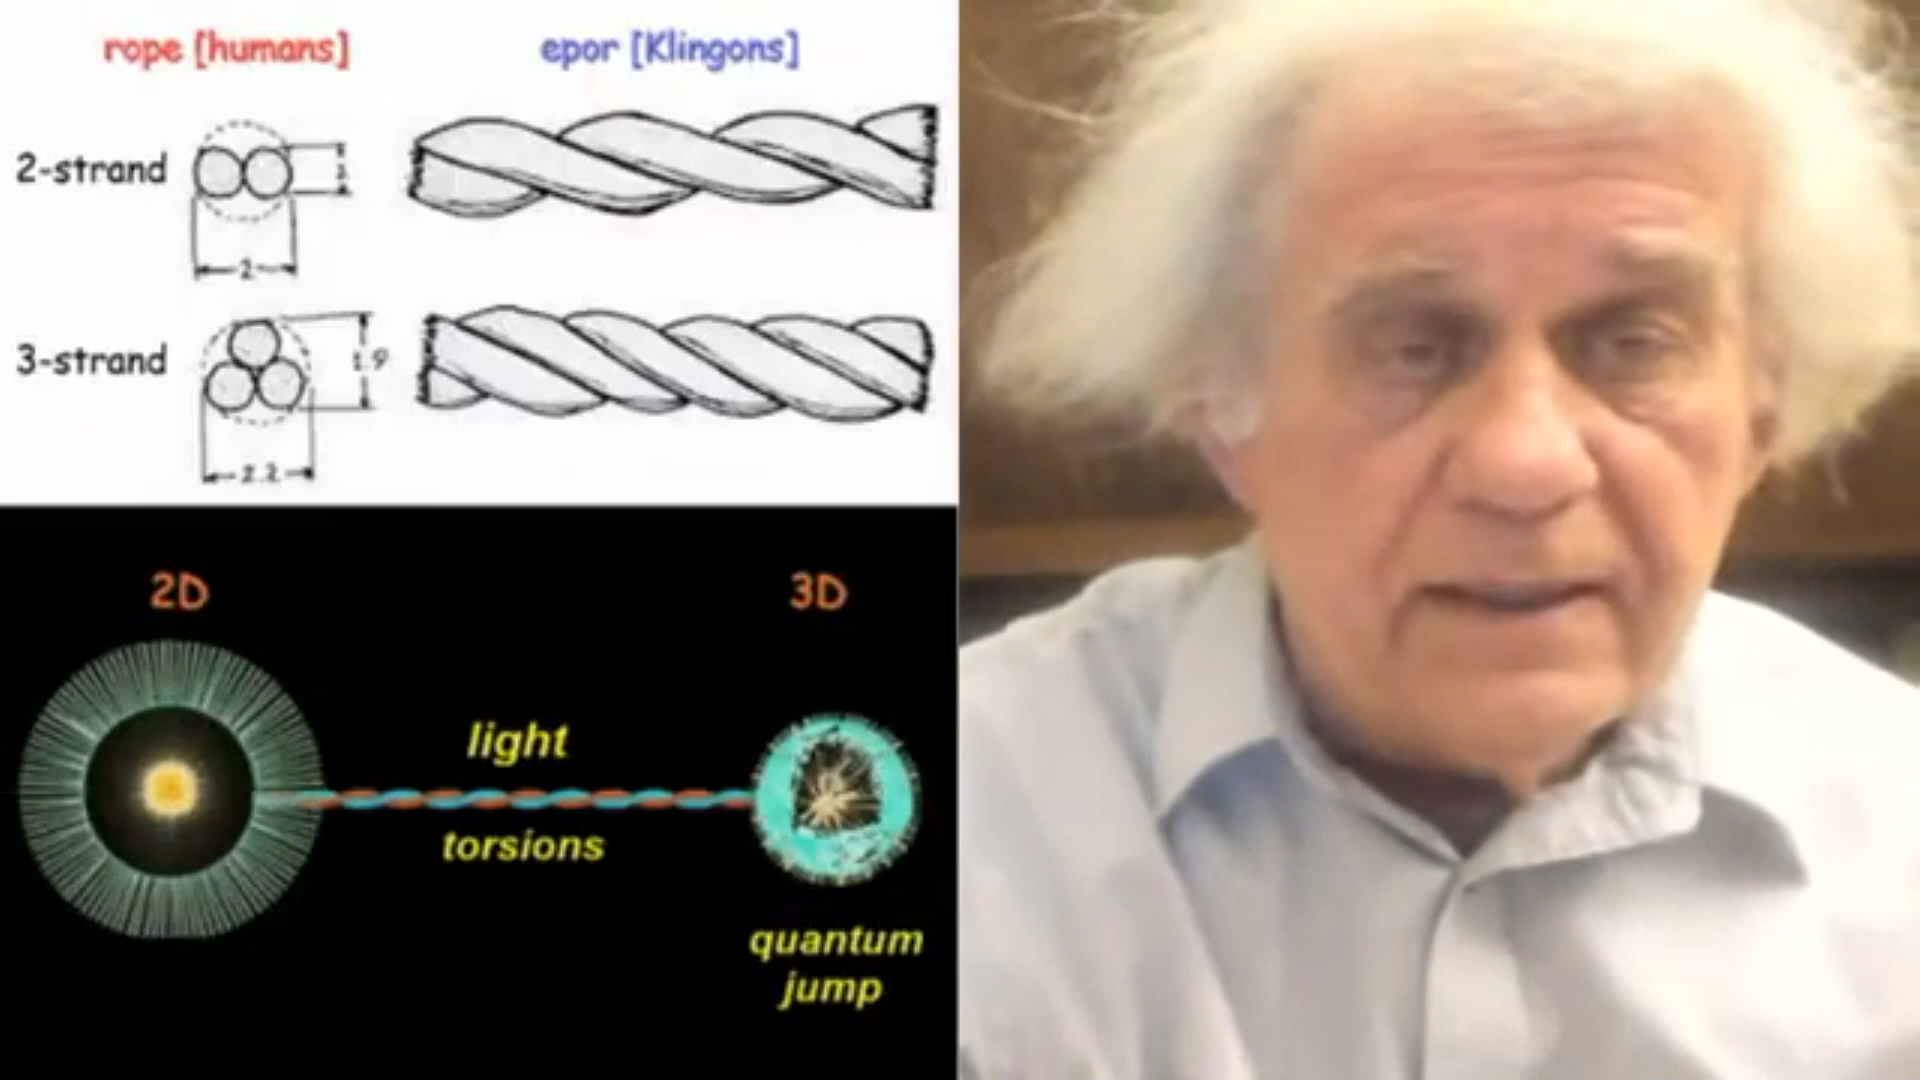 rope [humans]
epor [Klingons]
2-strand
2
3-strand
1.9
2.2
2D
3D
light
torsions
quantum
jump